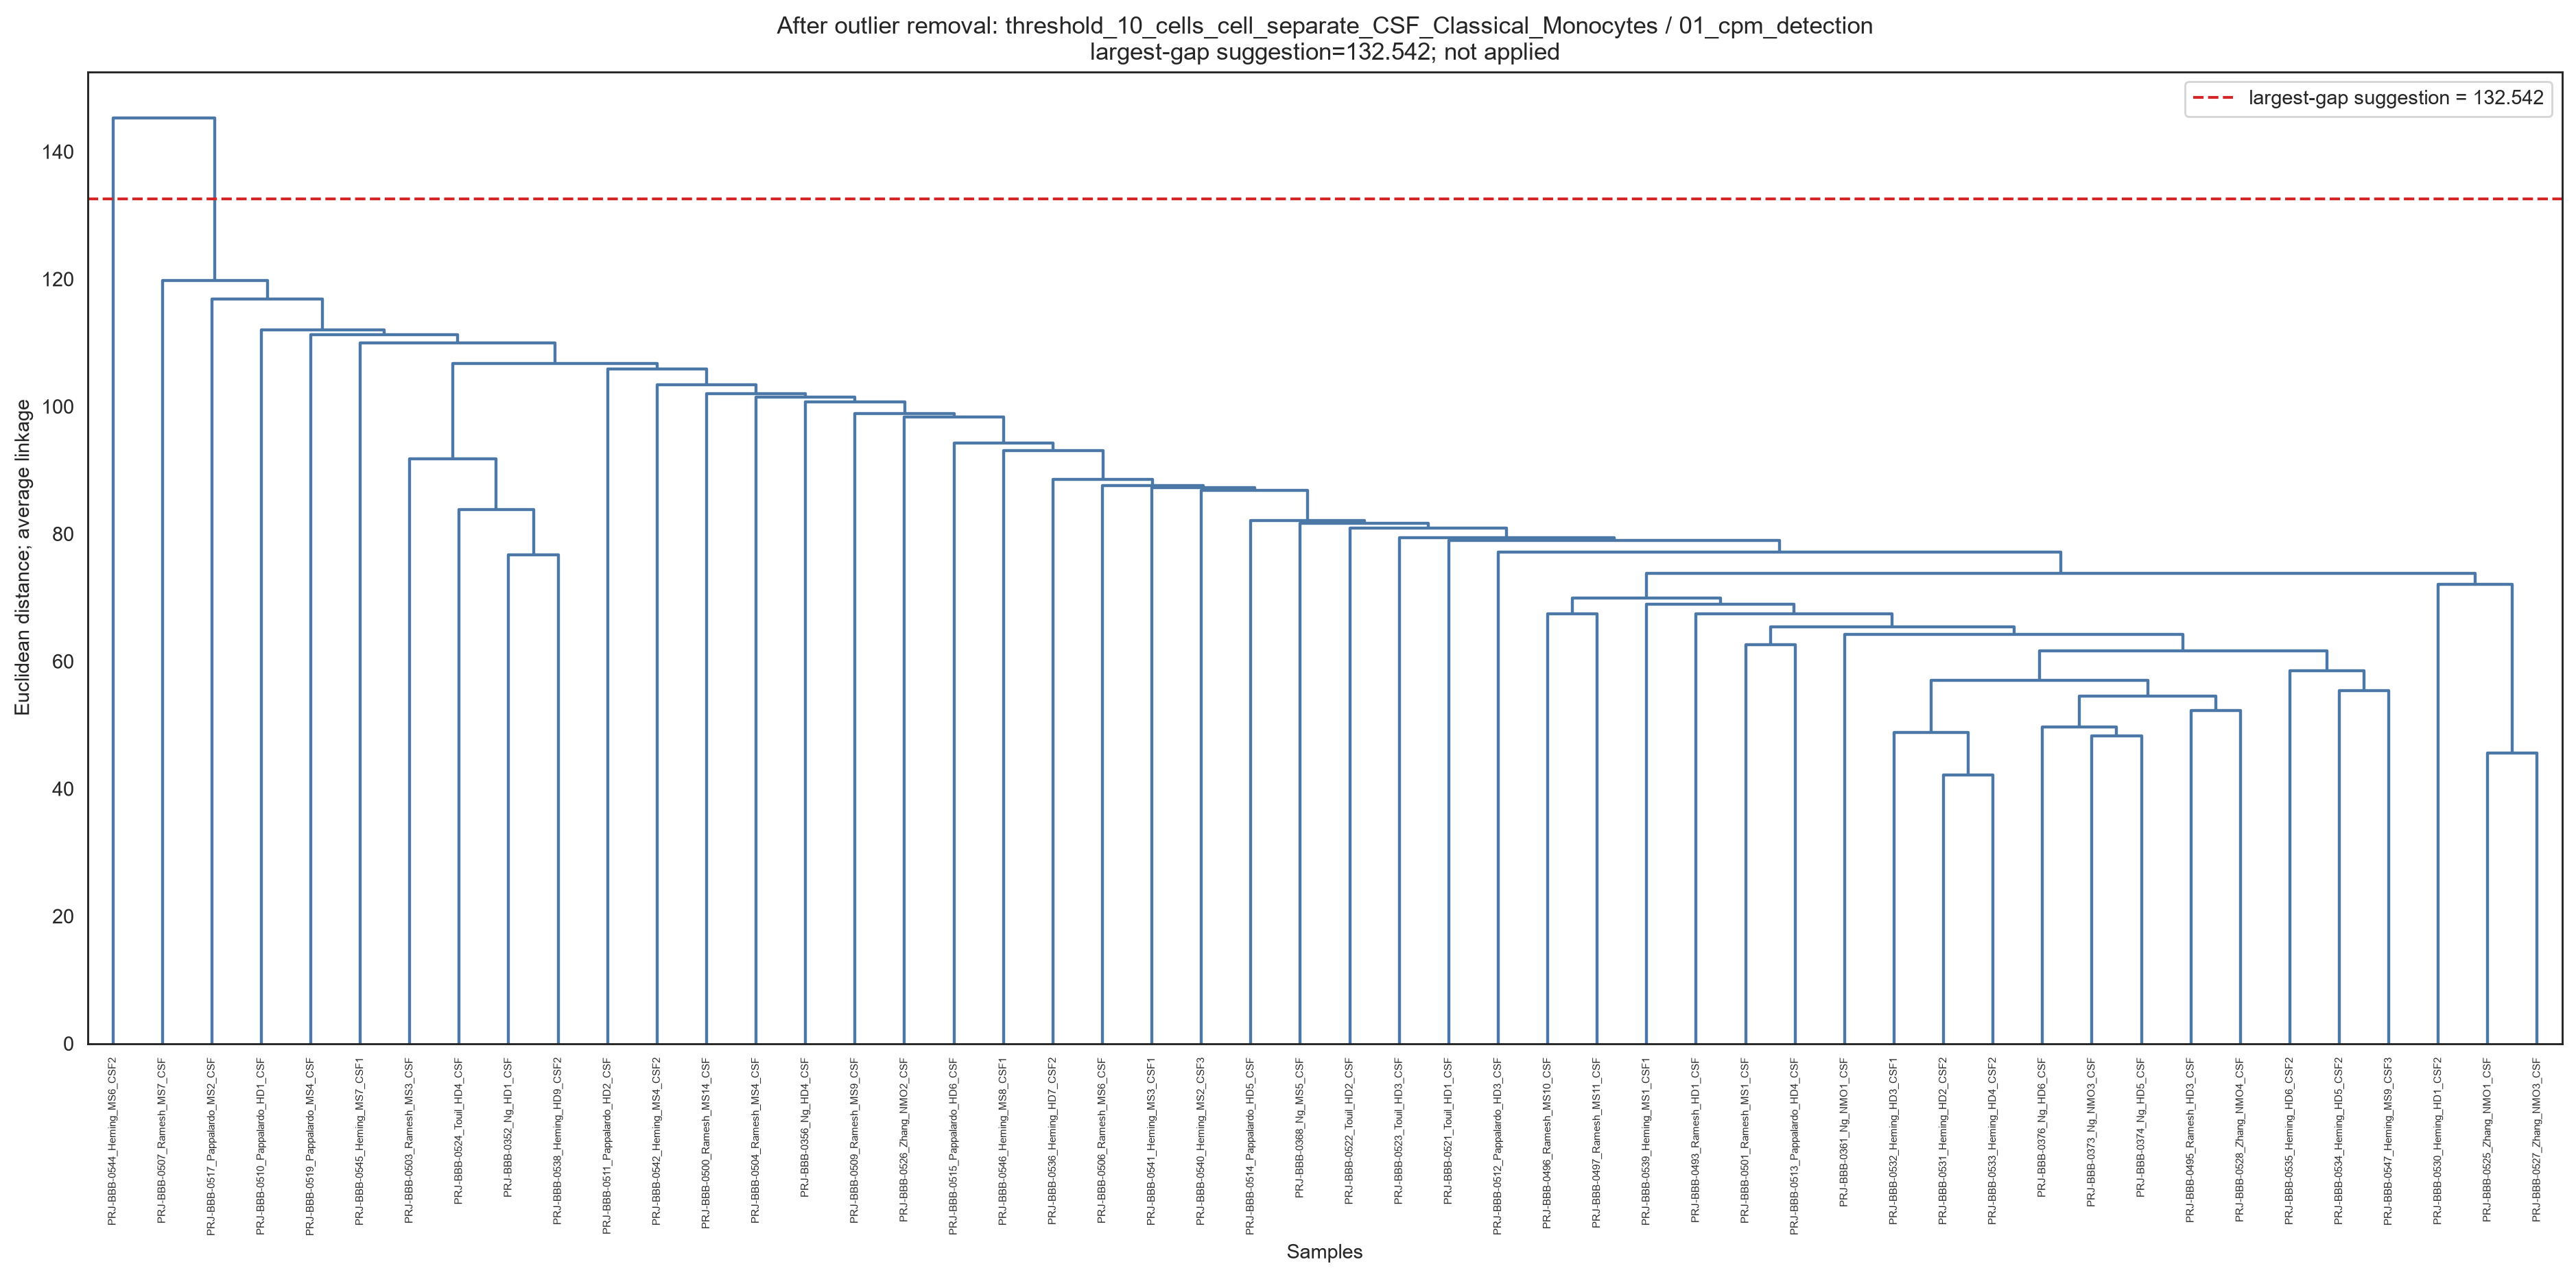 After outlier removal: threshold_10_cells_cell_separate_CSF_Classical_Monocytes / 01_cpm_detection
largest-gap suggestion=132.542; not applied
largest-gap suggestion = 132.542
Euclidean distance; average linkage
140
120
100
80
60
40
20
0
PRJ-BBB-0544_Heming_MS6_CSF2
PRJ-BBB-0507_Ramesh_MS7_CSF
PRJ-BBB-0517_Pappalardo_MS2_CSF
PRJ-BBB-0510_Pappalardo_HD1_CSF
PRJ-BBB-0519_Pappalardo_MS4_CSF
PRJ-BBB-0545_Heming_MS7_CSF1
PRJ-BBB-0503_Ramesh_MS3_CSF
PRJ-BBB-0524_Touil_HD4_CSF
PRJ-BBB-0352_Ng_HD1_CSF
PRJ-BBB-0538_Heming_HD9_CSF2
PRJ-BBB-0511_Pappalardo_HD2_CSF
PRJ-BBB-0542_Heming_MS4_CSF2
PRJ-BBB-0500_Ramesh_MS14_CSF
PRJ-BBB-0504_Ramesh_MS4_CSF
PRJ-BBB-0356_Ng_HD4_CSF
PRJ-BBB-0509_Ramesh_MS9_CSF
PRJ-BBB-0526_Zhang_NMO2_CSF
PRJ-BBB-0515_Pappalardo_HD6_CSF
PRJ-BBB-0546_Heming_MS8_CSF1
PRJ-BBB-0536_Heming_HD7_CSF2
PRJ-BBB-0506_Ramesh_MS6_CSF
PRJ-BBB-0541_Heming_MS3_CSF1
PRJ-BBB-0540_Heming_MS2_CSF3
PRJ-BBB-0514_Pappalardo_HD5_CSF
PRJ-BBB-0368_Ng_MS5_CSF
PRJ-BBB-0522_Touil_HD2_CSF
PRJ-BBB-0523_Touil_HD3_CSF
PRJ-BBB-0521_Touil_HD1_CSF
PRJ-BBB-0512_Pappalardo_HD3_CSF
PRJ-BBB-0496_Ramesh_MS10_CSF
PRJ-BBB-0497_Ramesh_MS11_CSF
PRJ-BBB-0539_Heming_MS1_CSF1
PRJ-BBB-0493_Ramesh_HD1_CSF
PRJ-BBB-0501_Ramesh_MS1_CSF
PRJ-BBB-0513_Pappalardo_HD4_CSF
PRJ-BBB-0361_Ng_NMO1_CSF
PRJ-BBB-0532_Heming_HD3_CSF1
PRJ-BBB-0531_Heming_HD2_CSF2
PRJ-BBB-0533_Heming_HD4_CSF2
PRJ-BBB-0376_Ng_HD6_CSF
PRJ-BBB-0373_Ng_NMO3_CSF
PRJ-BBB-0374_Ng_HD5_CSF
PRJ-BBB-0495_Ramesh_HD3_CSF
PRJ-BBB-0528_Zhang_NMO4_CSF
PRJ-BBB-0535_Heming_HD6_CSF2
PRJ-BBB-0534_Heming_HD5_CSF2
PRJ-BBB-0547_Heming_MS9_CSF3
PRJ-BBB-0530_Heming_HD1_CSF2
PRJ-BBB-0525_Zhang_NMO1_CSF
PRJ-BBB-0527_Zhang_NMO3_CSF
Samples